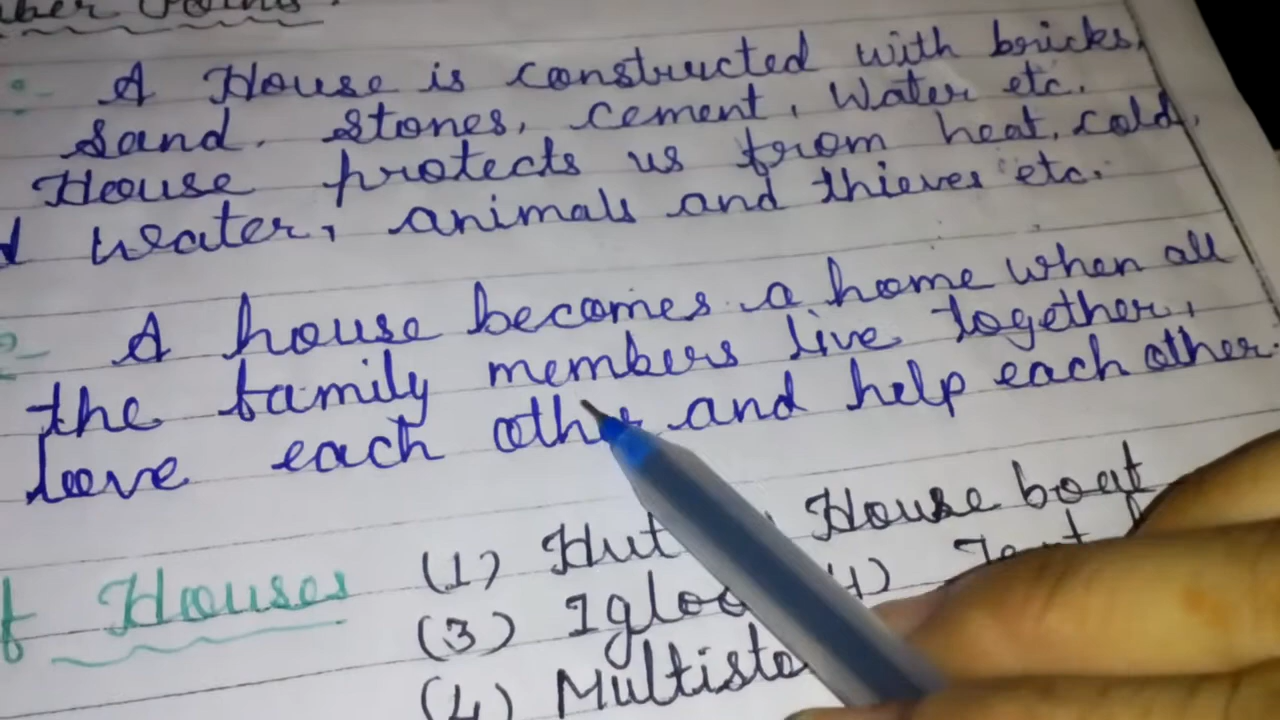 A House is constructed with bricks,
sand, stones, cement, Water etc.
House protects us from heat, cold,
water, animals and thieves etc.
A house becomes a home when all
the family members live together,
love each other and help each other.
Houses (1) Hut House boat
(3) Igloo 4)
(4) Multisto